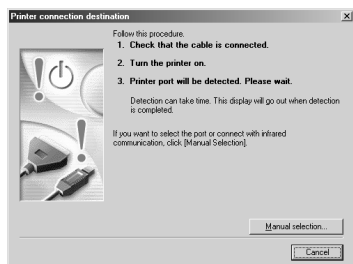 Printer connection destination
Follow this procedure.
1. Check that the cable is connected.
2. Turn the printer on.
3. Printer port will be detected. Please wait.
Detection can take time. This display will go out when detection
is completed.
If you want to select the port or connect with infrared
communication, click [Manual Selection].
Manual selection...
Cancel